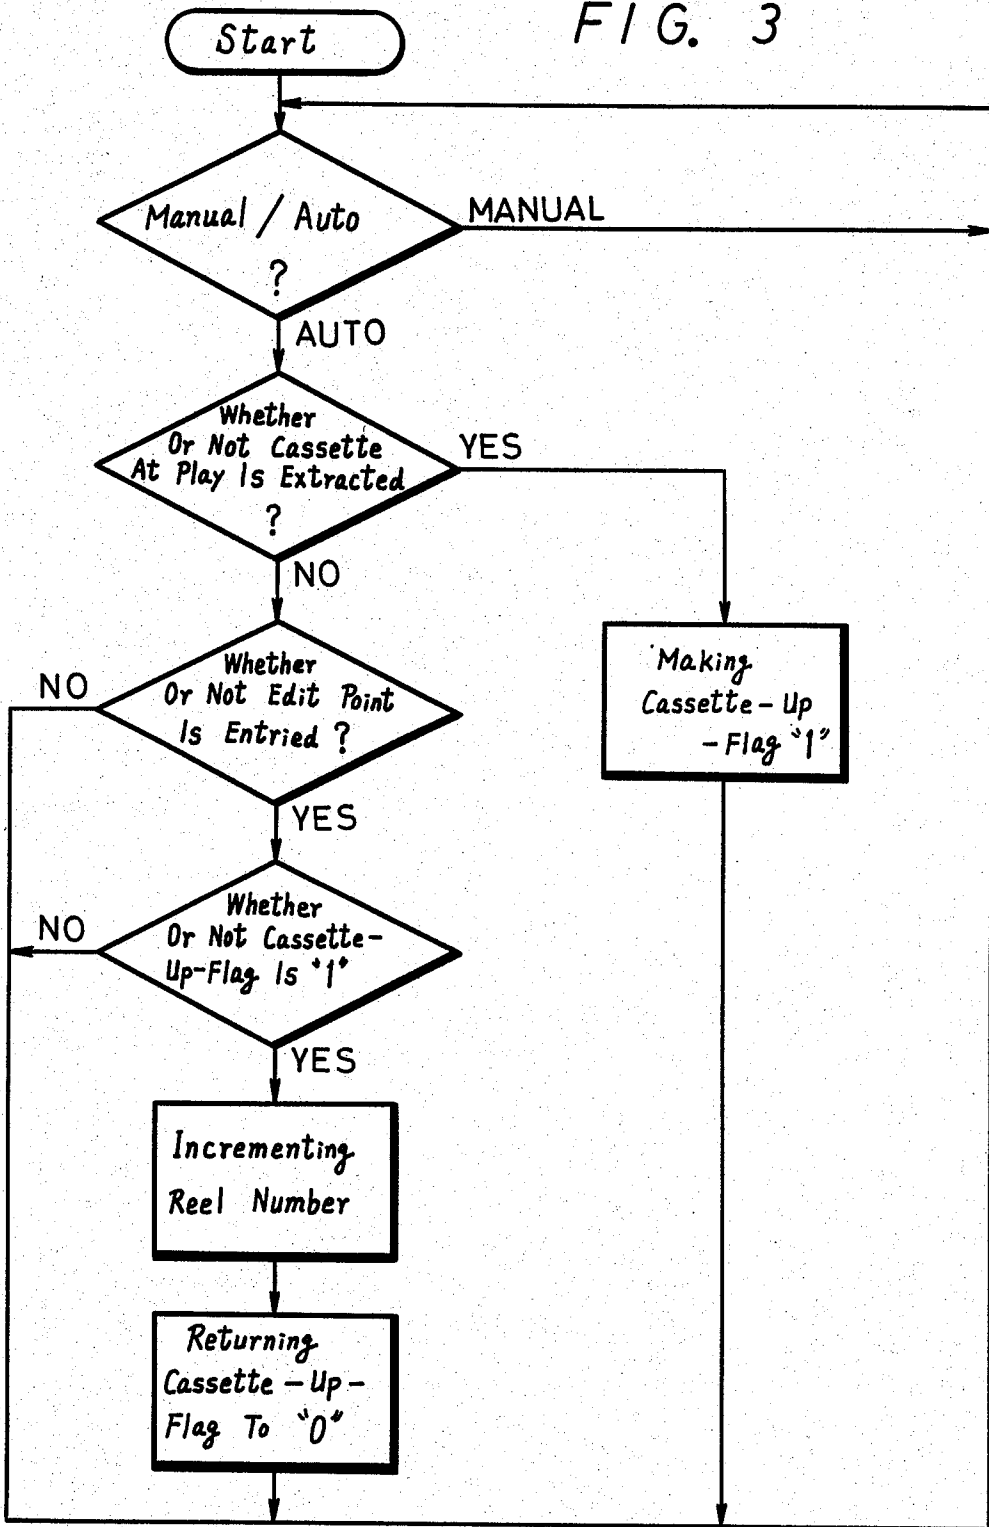 FIG. 3
Start
Manual / Auto
?
MANUAL
AUTO
Whether
Or Not Cassette
At Play Is Extracted
?
YES
NO
Whether
Or Not Edit Point
Is Entried ?
NO
YES
Making
Cassette-Up
-Flag "1"
Whether
Or Not Cassette-
Up-Flag Is "1"
NO
YES
Incrementing
Reel Number
Returning
Cassette-Up-
Flag To "0"